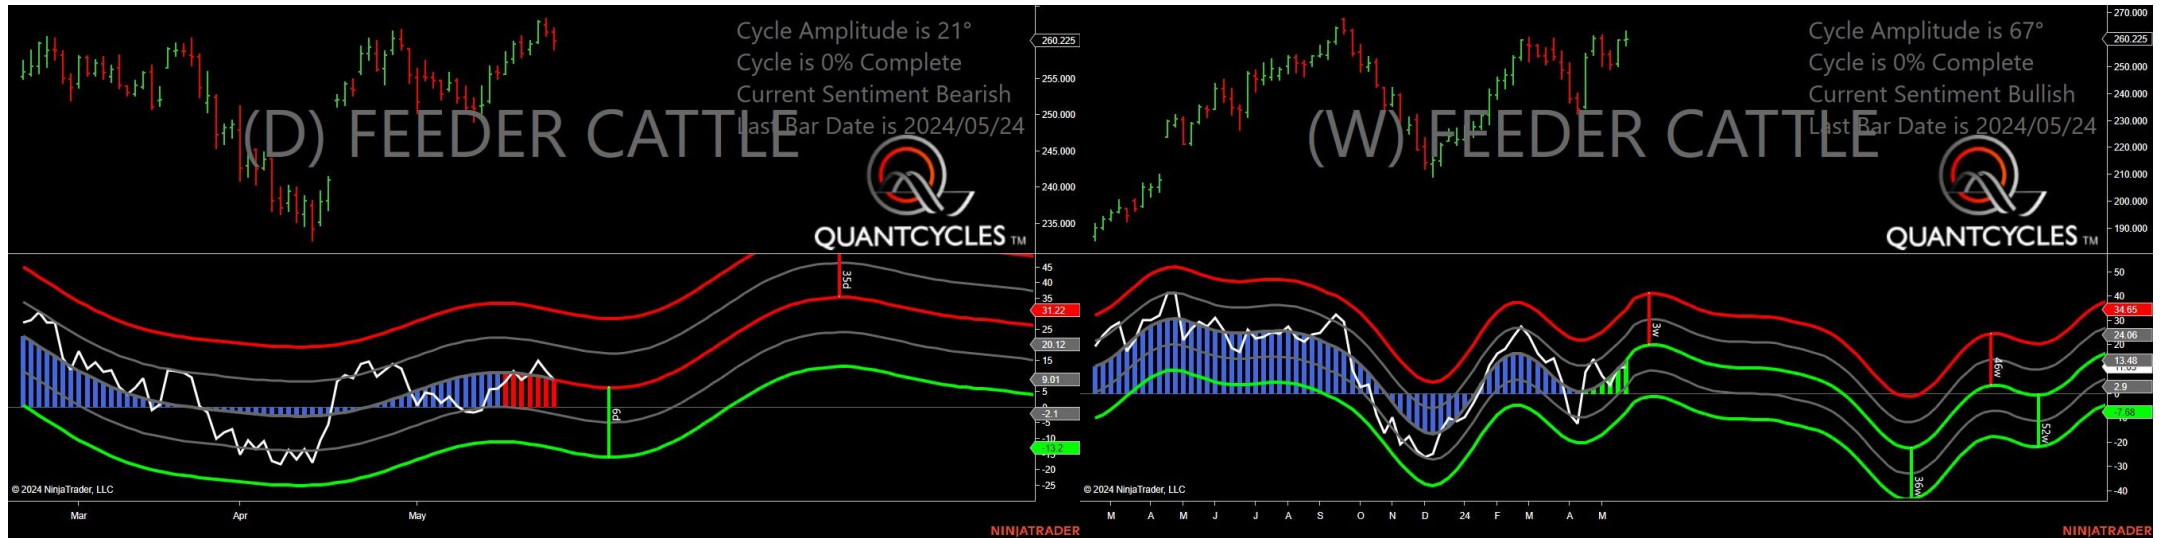 Cycle Amplitude is 21°
Cycle is 0% Complete
Current Sentiment Bearish
Last Bar Date is 2024/05/24
(D) FEEDER CATTLE
QUANTCYCLES TM
260.225
255.000
250.000
245.000
240.000
235.000
35d
6d
45
40
35
31.22
25
20.12
15
9.01
5
0
-2.1
-5
-10
-13.2
-20
-25
© 2024 NinjaTrader, LLC
Mar
Apr
May
NINJATRADER
Cycle Amplitude is 67°
Cycle is 0% Complete
Current Sentiment Bullish
Last Bar Date is 2024/05/24
(W) FEEDER CATTLE
QUANTCYCLES TM
270.000
260.225
250.000
240.000
230.000
220.000
210.000
200.000
190.000
3w
46w
36w
52w
50
40
34.65
30
24.06
20
13.48
2.9
0
-7.68
-20
-30
-40
© 2024 NinjaTrader, LLC
M A M J J A S O N D 24 F M A M
NINJATRADER